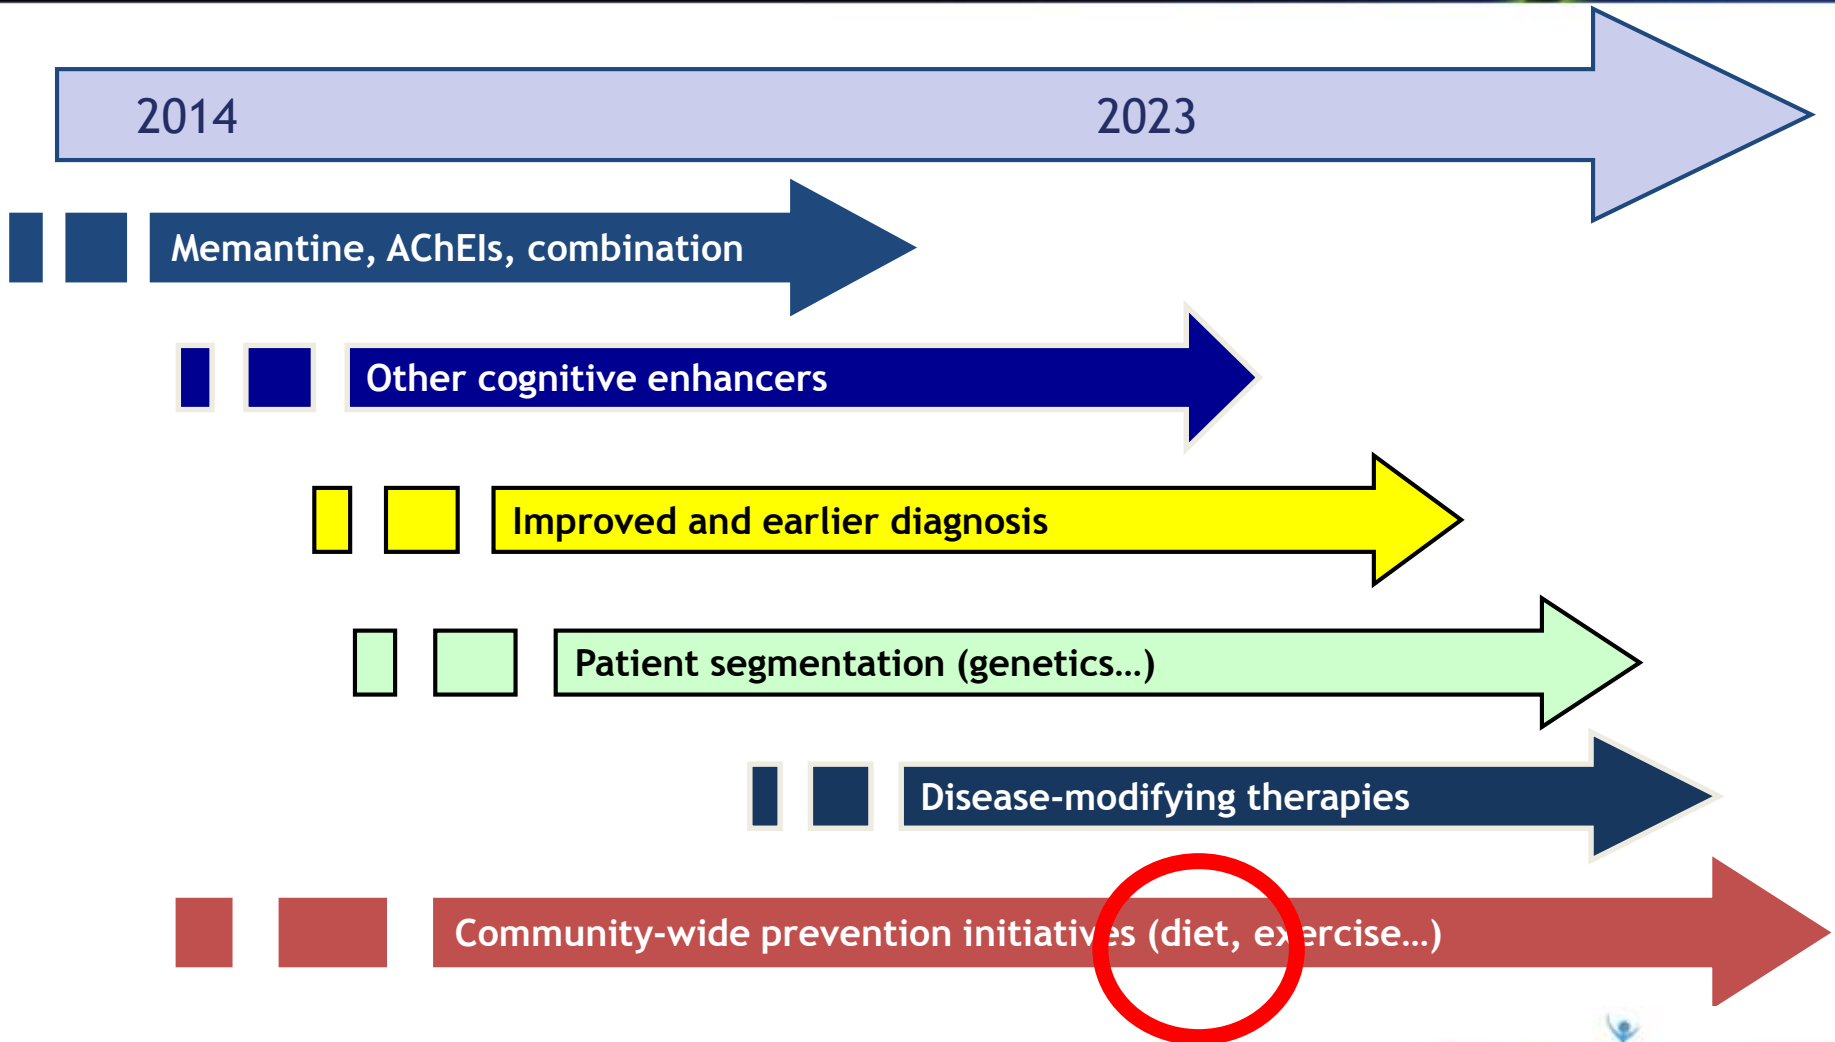 2014 2023
Memantine, AChEIs, combination
Other cognitive enhancers
Improved and earlier diagnosis
Patient segmentation (genetics…)
Disease-modifying therapies
Community-wide prevention initiatives (diet, exercise…)